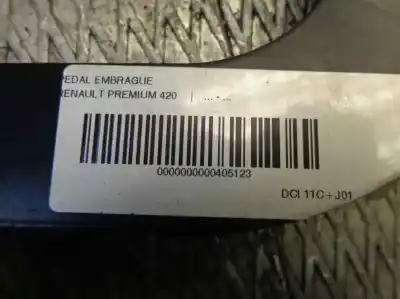 PEDAL EMBRAGUE
RENAULT PREMIUM 420 | ... - ...
0000000000405123
DCI 11C+J01